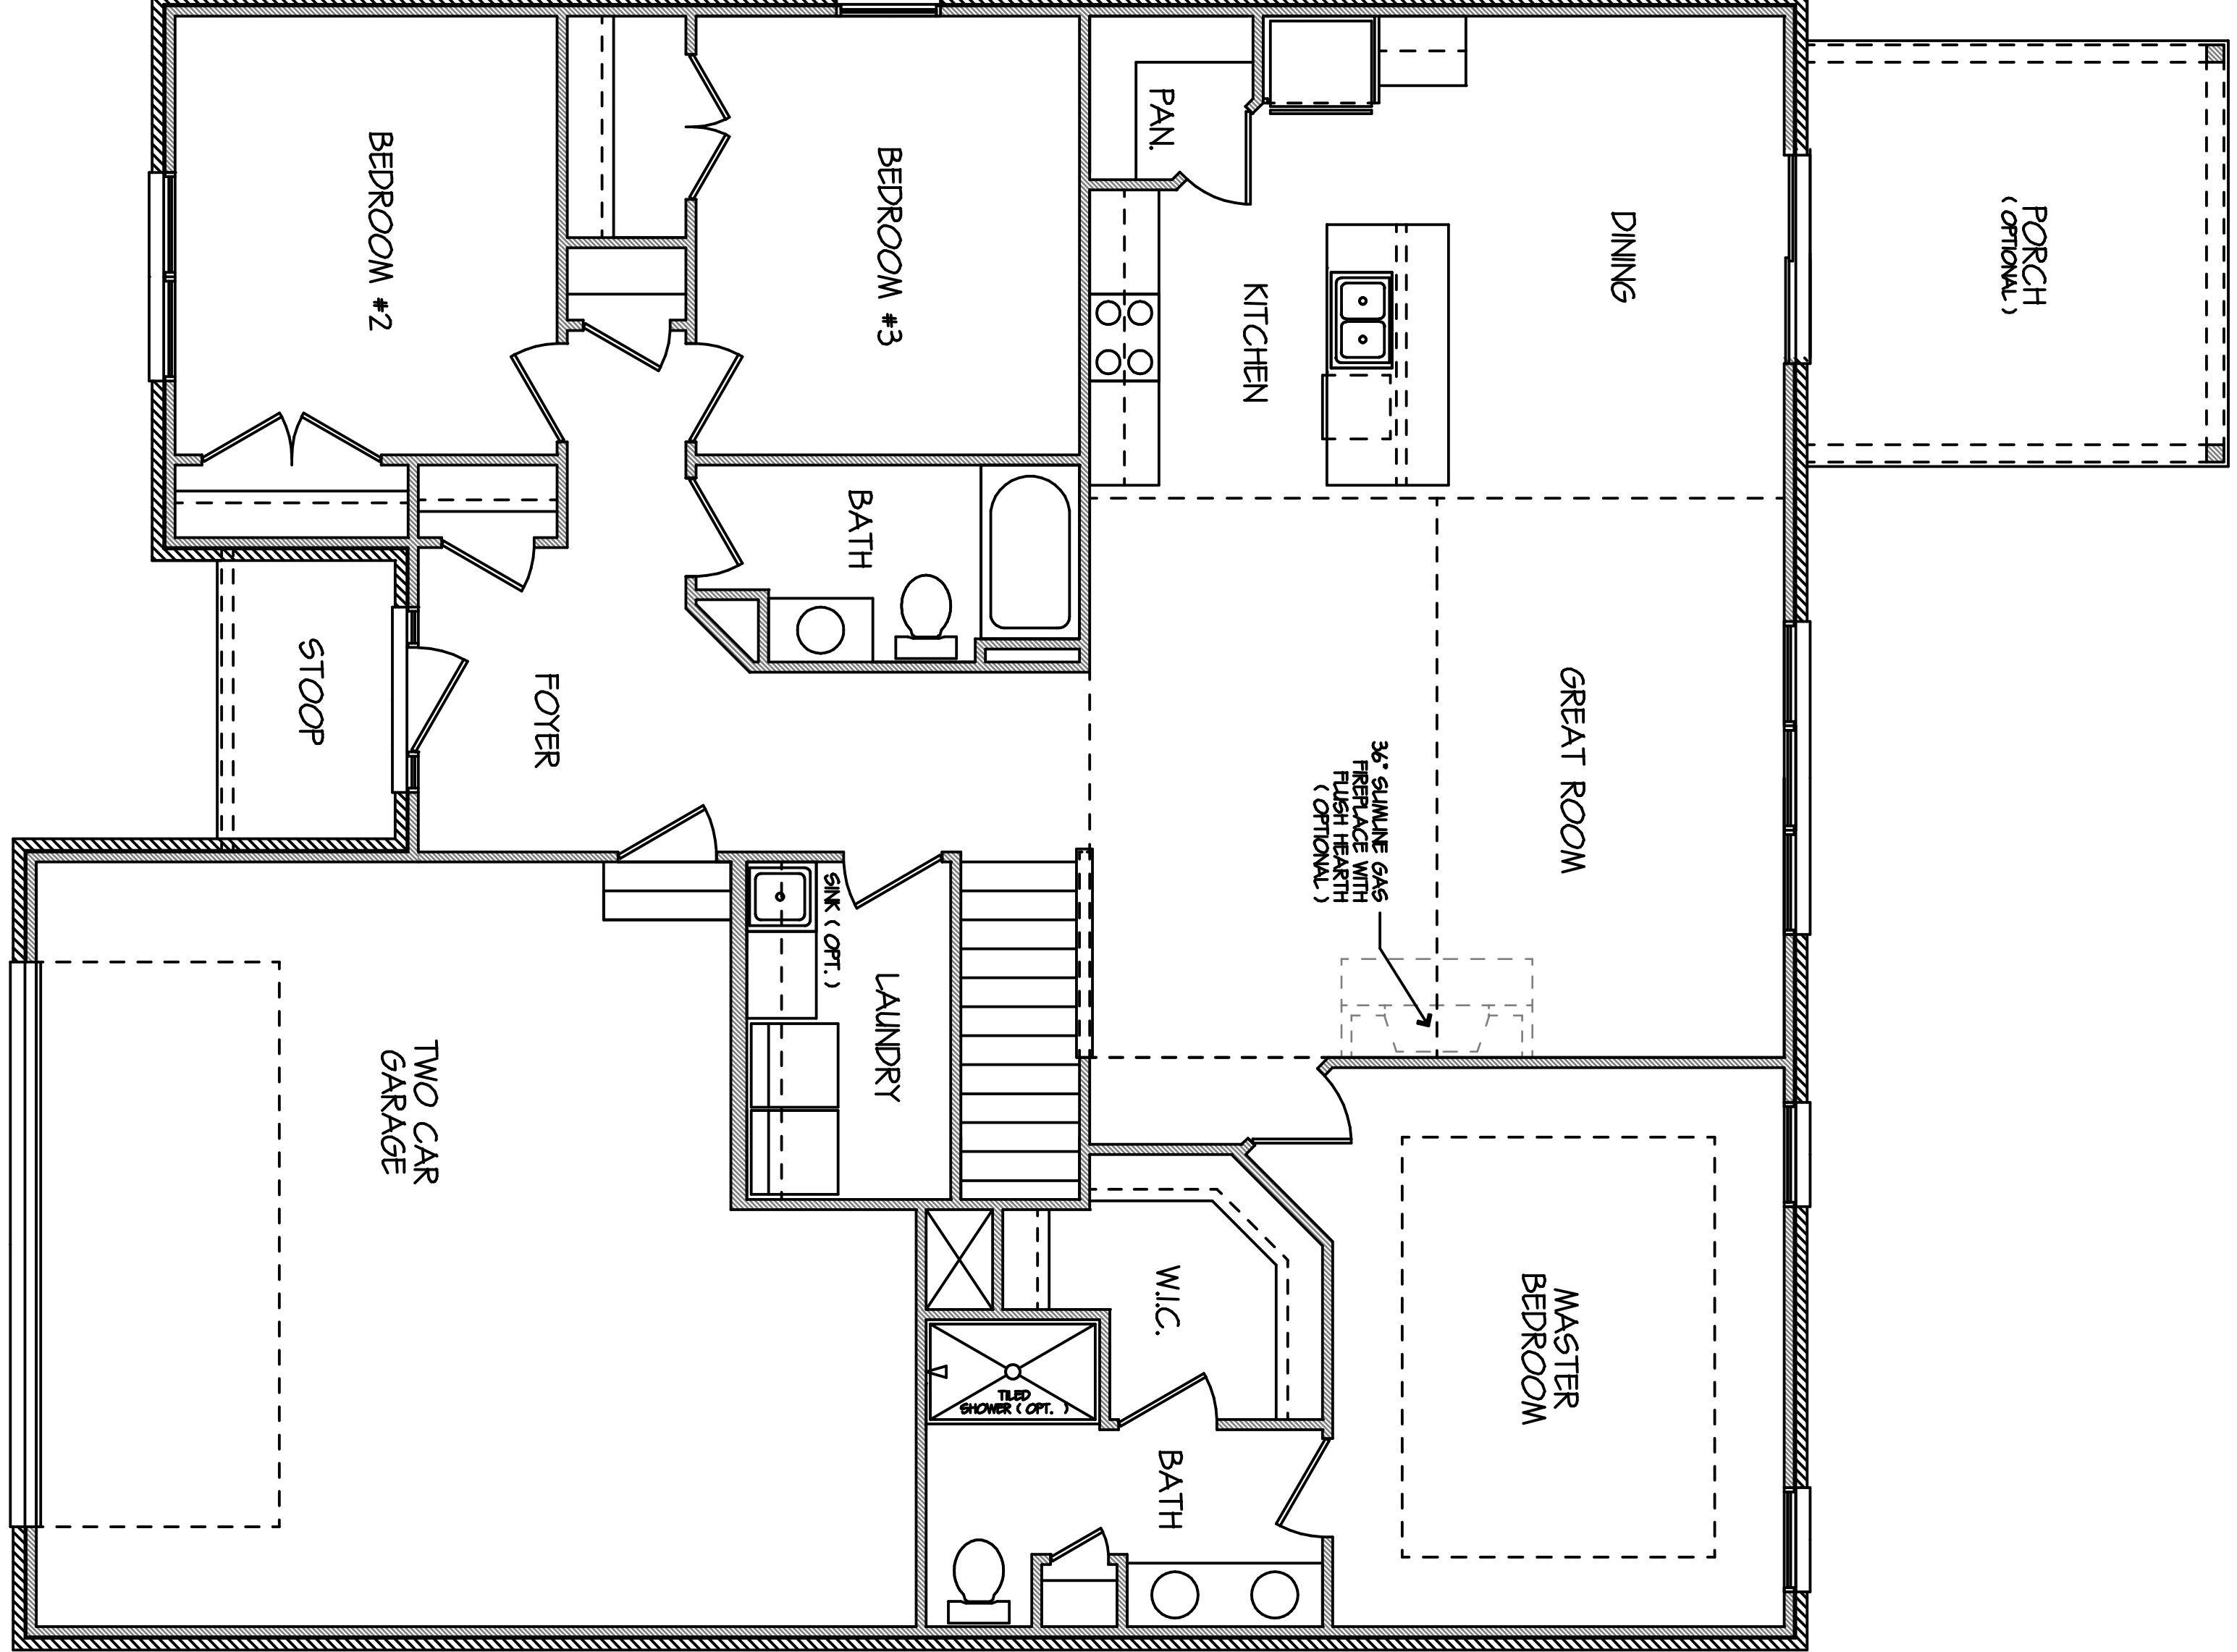 PORCH
( OPTIONAL )
DINING
KITCHEN
PAN.
BEDROOM #3
BEDROOM #2
GREAT ROOM
36" SLIMLINE GAS
FIREPLACE WITH
FLUSH HEARTH
( OPTIONAL )
BATH
FOYER
STOOP
SINK ( OPT. )
LAUNDRY
TWO CAR
GARAGE
MASTER
BEDROOM
W.I.C.
TILED
SHOWER ( OPT. )
BATH